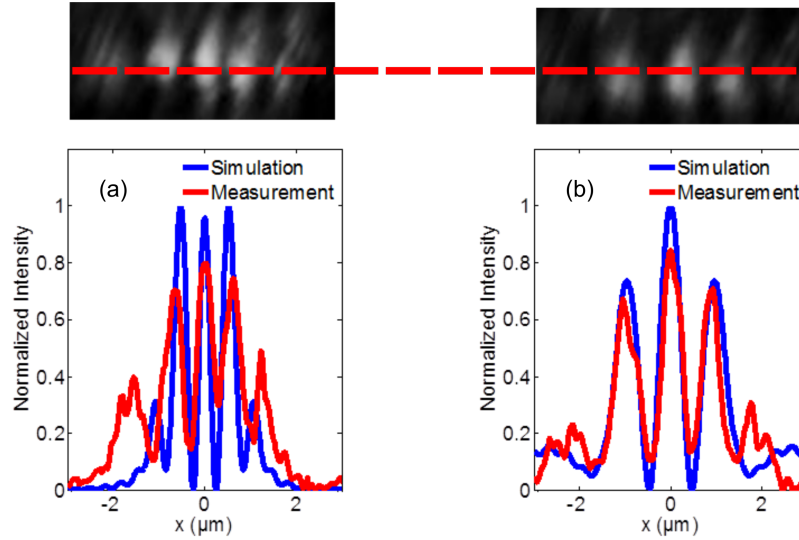 (a)
Simulation
Measurement
Normalized Intensity
1
0.8
0.6
0.4
0.2
0
-2
0
2
x (µm)
(b)
Simulation
Measurement
Normalized Intensity
1
0.8
0.6
0.4
0.2
0
-2
0
2
x (µm)